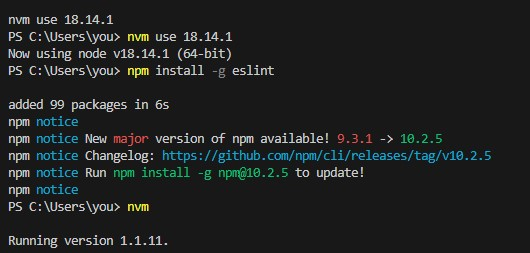 nvm use 18.14.1
PS C:\Users\you> nvm use 18.14.1
Now using node v18.14.1 (64-bit)
PS C:\Users\you> npm install -g eslint
added 99 packages in 6s
npm notice
npm notice New major version of npm available! 9.3.1 -> 10.2.5
npm notice Changelog: https://github.com/npm/cli/releases/tag/v10.2.5
npm notice Run npm install -g npm@10.2.5 to update!
npm notice
PS C:\Users\you> nvm
Running version 1.1.11.